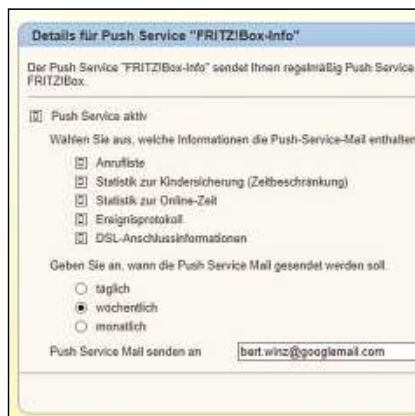 Details für Push Service "FRITZ!Box-Info"
Der Push Service "FRITZ!Box-Info" sendet Ihnen regelmäßig Push Service
FRITZ!Box.
Push Service aktiv
Wählen Sie aus, welche Informationen die Push-Service-Mail enthalten
Anrufliste
Statistik zur Kindersicherung (Zeitbeschränkung)
Statistik zur Online-Zeit
Ereignisprotokoll
DSL-Anschlussinformationen
Geben Sie an, wann die Push Service Mail gesendet werden soll.
täglich
wöchentlich
monatlich
Push Service Mail senden an bert.winz@googlemail.com